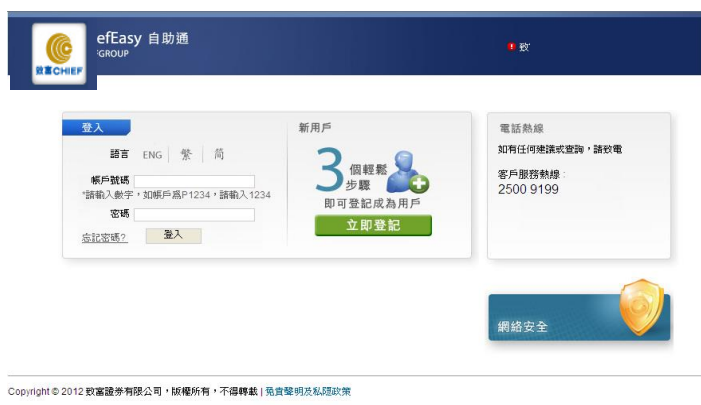 efEasy 自助通
GROUP
致富CHIEF
致
登入
語言 ENG 繁 简
帳戶號碼
*請輸入數字,如帳戶爲P1234,請輸入1234
密碼
忘記密碼? 登入
新用戶
3個輕鬆
步驟
即可登記成為用戶
立即登記
電話熱線
如有任何建議或查詢,請致電
客戶服務熱線 :
2500 9199
網絡安全
Copyright © 2012 致富證券有限公司,版權所有,不得轉載 | 免責聲明及私隱政策